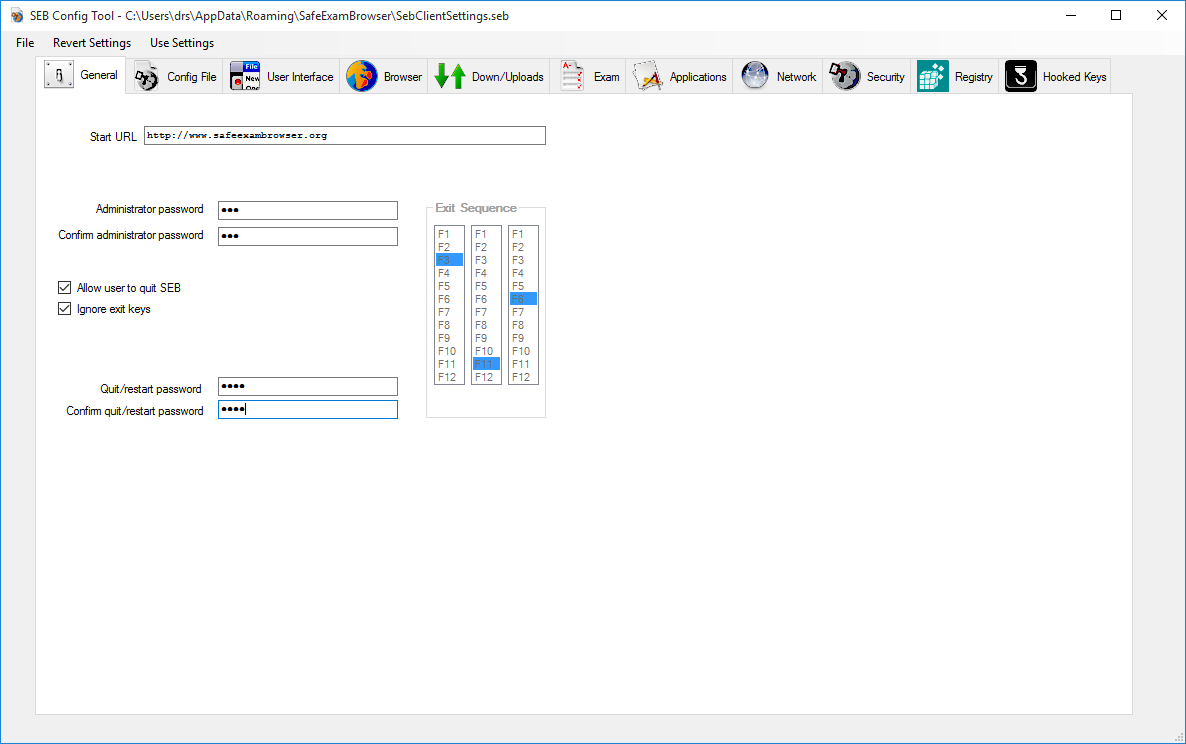 SEB Config Tool - C:\Users\drs\AppData\Roaming\SafeExamBrowser\SebClientSettings.seb
File Revert Settings Use Settings
General Config File User Interface Browser Down/Uploads Exam Applications Network Security Registry Hooked Keys
File
New
A-
Start URL http://www.safeexambrowser.org
Administrator password •••
Confirm administrator password •••
Allow user to quit SEB
Ignore exit keys
Quit/restart password ••••
Confirm quit/restart password ••••
Exit Sequence
F1 F1 F1
F2 F2 F2
F3 F3 F3
F4 F4 F4
F5 F5 F5
F6 F6 F6
F7 F7 F7
F8 F8 F8
F9 F9 F9
F10 F10 F10
F11 F11 F11
F12 F12 F12